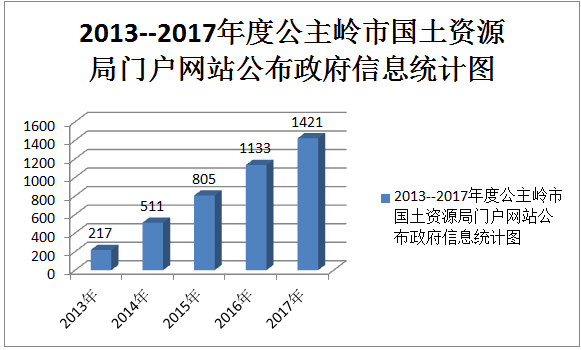 2013--2017年度公主岭市国土资源
局门户网站公布政府信息统计图
1600
1400
1200
1000
800
600
400
200
0
217
511
805
1133
1421
2013年
2014年
2015年
2016年
2017年
2013--2017年度公主岭市
国土资源局门户网站公
布政府信息统计图